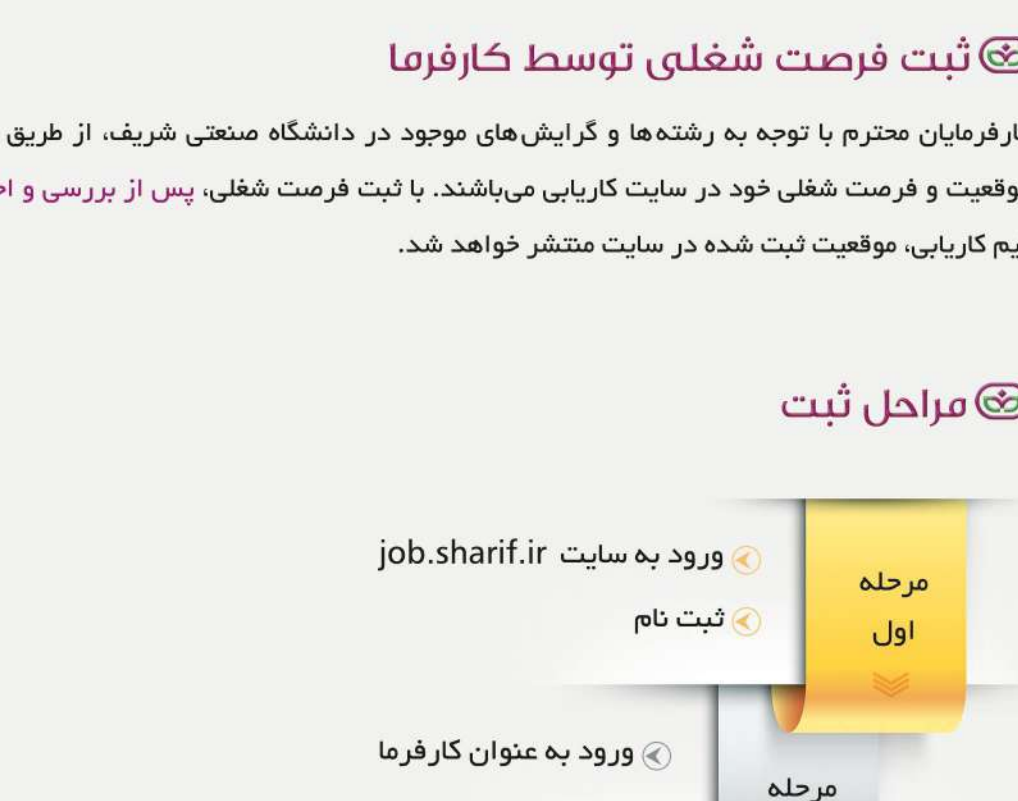 ثبت فرصت شغلی توسط کارفرما
ارفرمایان محترم با توجه به رشته‌ها و گرایش‌های موجود در دانشگاه صنعتی شریف، از طریق
وقعیت و فرصت شغلی خود در سایت کاریابی می‌باشند. با ثبت فرصت شغلی، پس از بررسی و
یم کاریابی، موقعیت ثبت شده در سایت منتشر خواهد شد.
مراحل ثبت
مرحله
اول
ورود به سایت job.sharif.ir
ثبت نام
مرحله
ورود به عنوان کارفرما